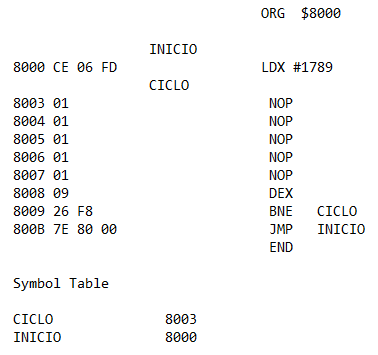 ORG $8000
INICIO
8000 CE 06 FD LDX #1789
CICLO
8003 01 NOP
8004 01 NOP
8005 01 NOP
8006 01 NOP
8007 01 NOP
8008 09 DEX
8009 26 F8 BNE CICLO
800B 7E 80 00 JMP INICIO
END
Symbol Table
CICLO 8003
INICIO 8000